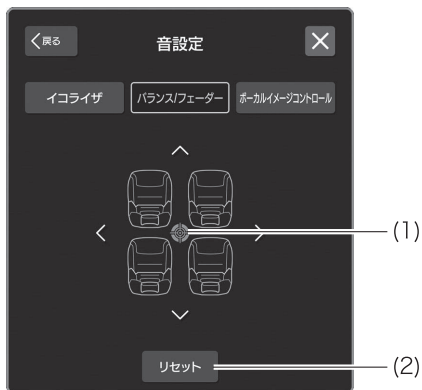 戻る
音設定
イコライザ
バランス/フェーダー
ボーカルイメージコントロール
(1)
リセット
(2)